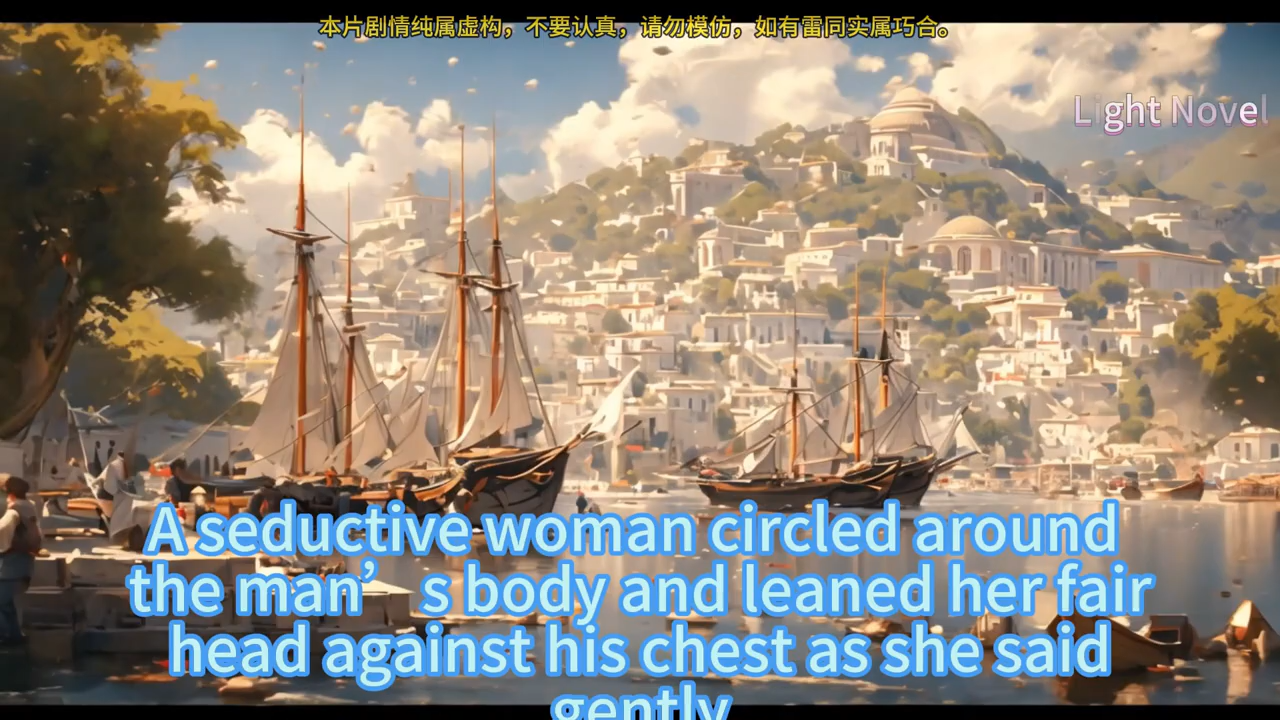 本片剧情纯属虚构，不要认真，请勿模仿，如有雷同实属巧合。
Light Novel
A seductive woman circled around
the man’s body and leaned her fair
head against his chest as she said
gently